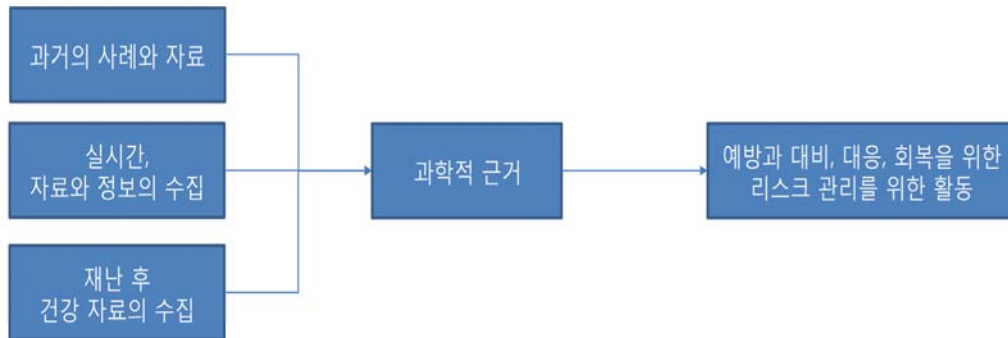 과거의 사례와 자료
실시간,
자료와 정보의 수집
재난 후
건강 자료의 수집
과학적 근거
예방과 대비, 대응, 회복을 위한
리스크 관리를 위한 활동